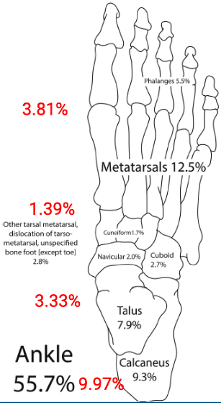 Phalanges 5.5%
3.81%
Metatarsals 12.5%
1.39%
Other tarsal metatarsal,
dislocation of tarso-
metatarsal, unspecified
bone foot (except toe)
2.8%
Cuneiform 1.7%
Navicular 2.0%
Cuboid
2.7%
3.33%
Talus
7.9%
Ankle
55.7%
9.97%
Calcaneus
9.3%